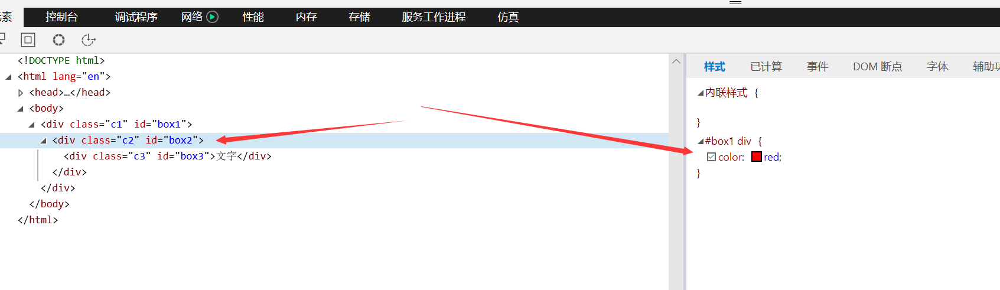 素 控制台 调试程序 网络 性能 内存 存储 服务工作进程 仿真
<!DOCTYPE html>
<html lang="en">
<head>…</head>
<body>
<div class="c1" id="box1">
<div class="c2" id="box2">
<div class="c3" id="box3">文字</div>
</div>
</div>
</body>
</html>
样式 已计算 事件 DOM 断点 字体 辅助功
内联样式 {
}
#box1 div {
color: red;
}